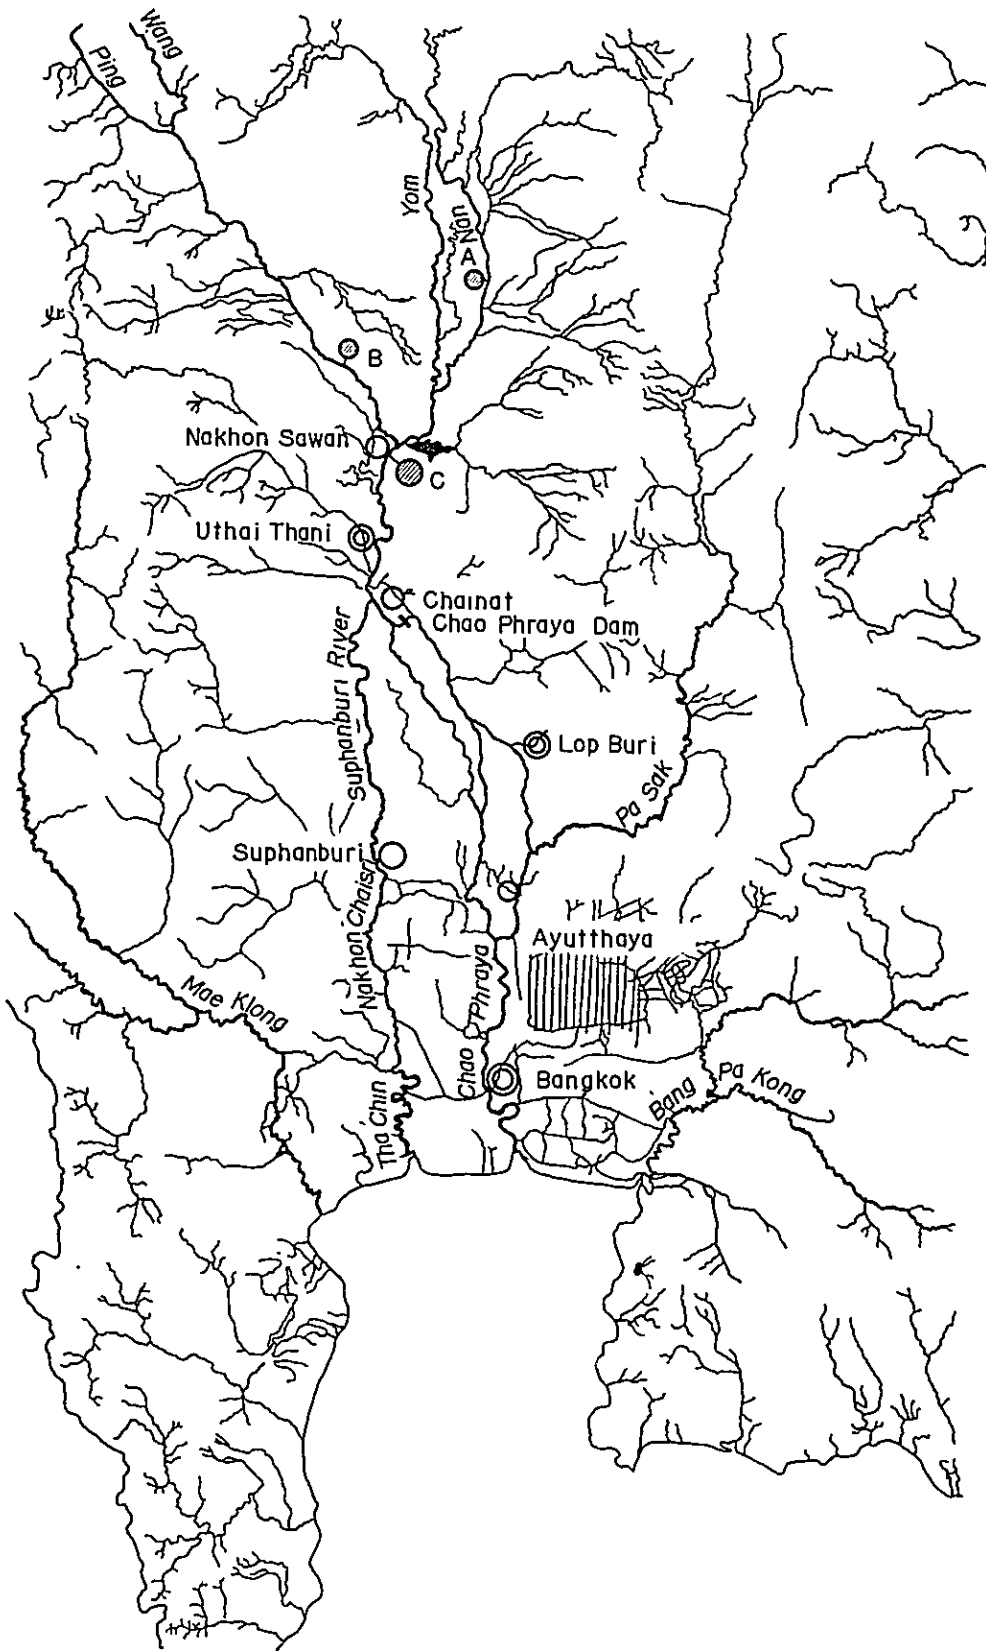 Wang
Ping
Yom
Nan
A
B
Nakhon Sawan
C
Uthai Thani
Chainat
Chao Phraya Dam
Suphanburi River
Lop Buri
Pa Sak
Suphanburi
Nakhon Chaisri
Ayutthaya
Chao Phraya
Mae Klong
Bangkok
Bang Pa Kong
Tha Chin